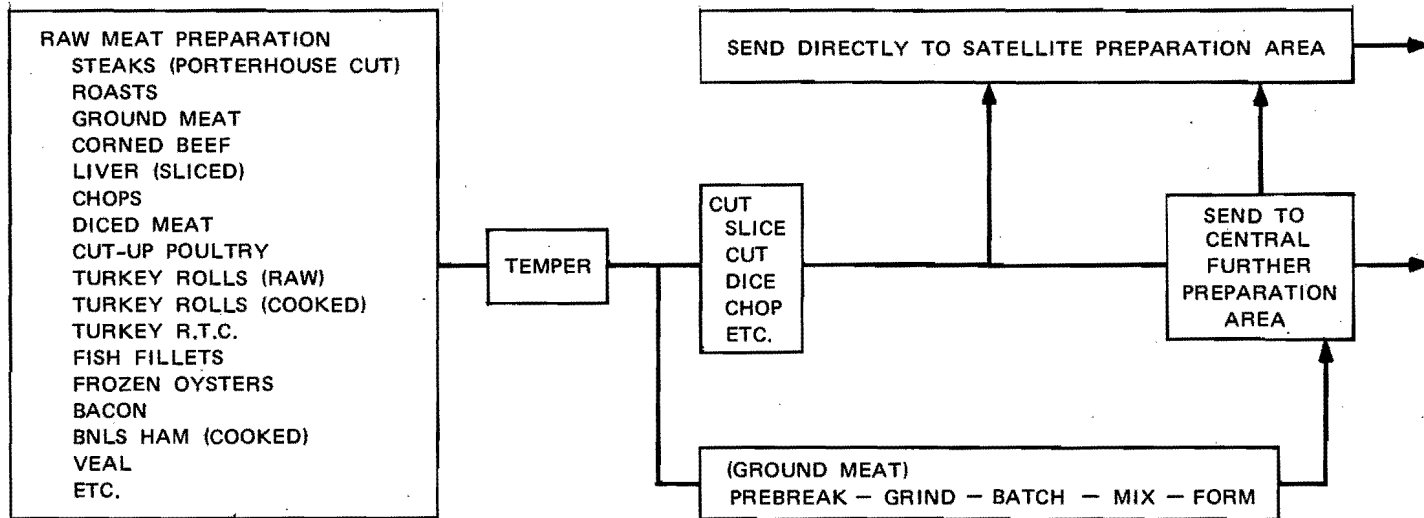 RAW MEAT PREPARATION
STEAKS (PORTERHOUSE CUT)
ROASTS
GROUND MEAT
CORNED BEEF
LIVER (SLICED)
CHOPS
DICED MEAT
CUT-UP POULTRY
TURKEY ROLLS (RAW)
TURKEY ROLLS (COOKED)
TURKEY R.T.C.
FISH FILLETS
FROZEN OYSTERS
BACON
BNLS HAM (COOKED)
VEAL
ETC.
TEMPER
CUT
SLICE
CUT
DICE
CHOP
ETC.
SEND DIRECTLY TO SATELLITE PREPARATION AREA
SEND TO
CENTRAL
FURTHER
PREPARATION
AREA
(GROUND MEAT)
PREBREAK — GRIND — BATCH — MIX — FORM